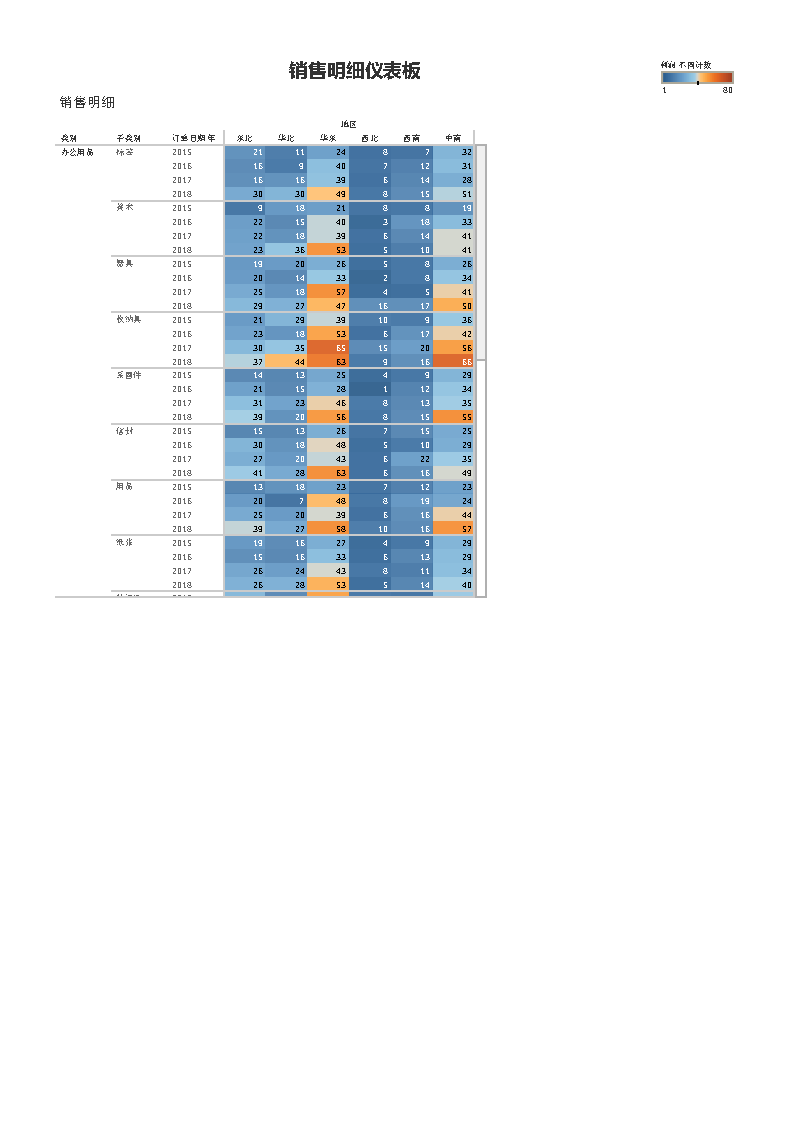 销售明细仪表板
利润 不同计数
1 80
销售明细
地区
类别 子类别 订单日期 年 东北 华北 华东 西北 西南 中南
办公用品 标签 2015 21 11 24 8 7 32
2016 16 9 40 7 12 31
2017 16 16 39 6 14 28
2018 30 30 49 8 15 51
美术 2015 9 18 21 8 8 19
2016 22 15 40 3 18 33
2017 22 18 39 6 14 41
2018 23 36 53 5 10 41
器具 2015 19 20 26 5 8 26
2016 20 14 33 2 8 34
2017 25 18 57 4 5 41
2018 29 27 47 16 17 50
收纳具 2015 21 29 39 10 9 36
2016 23 18 53 6 17 42
2017 30 35 65 15 20 56
2018 37 44 63 9 16 66
系固件 2015 14 13 25 4 9 29
2016 21 15 28 1 12 34
2017 31 23 46 8 13 35
2018 39 20 56 8 15 55
信封 2015 15 13 26 7 15 25
2016 30 18 48 5 10 29
2017 27 20 43 6 22 35
2018 41 28 63 6 16 49
用品 2015 13 18 23 7 12 23
2016 20 7 48 8 19 24
2017 25 20 39 6 16 44
2018 39 27 58 10 16 57
纸张 2015 19 16 27 4 9 29
2016 15 16 33 6 13 29
2017 26 24 43 8 11 34
2018 26 28 53 5 14 40